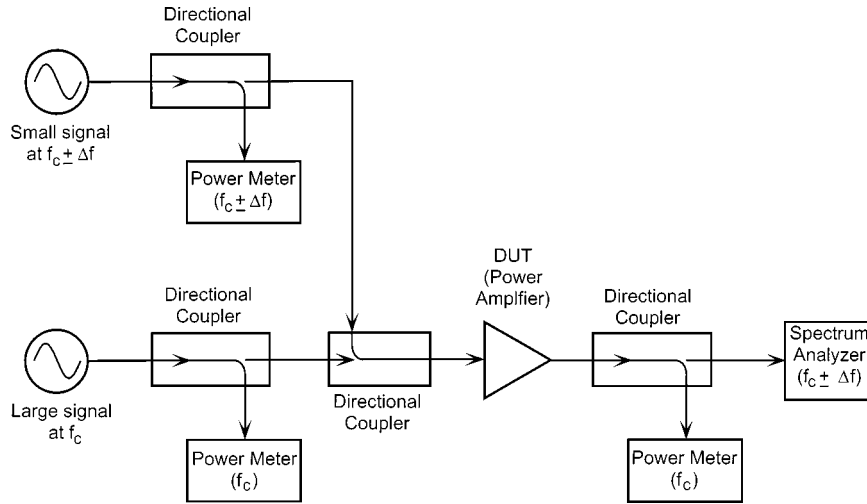 Directional
Coupler
Small signal
at f_c ± Δf
Power Meter
(f_c ± Δf)
DUT
(Power
Amplfier)
Directional
Coupler
Directional
Coupler
Spectrum
Analyzer
(f_c ± Δf)
Large signal
at f_c
Directional
Coupler
Power Meter
(f_c)
Power Meter
(f_c)